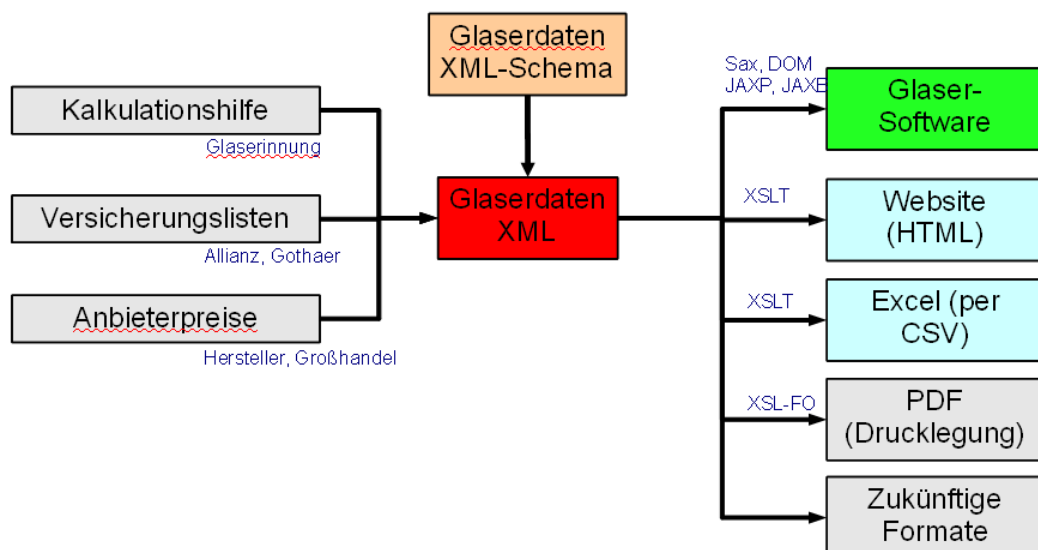 Glaserdaten
XML-Schema
Kalkulationshilfe
Glaserinnung
Versicherungslisten
Allianz, Gothaer
Anbieterpreise
Hersteller, Großhandel
Glaserdaten
XML
Sax, DOM
JAXP, JAXB
Glaser-
Software
XSLT
Website
(HTML)
XSLT
Excel (per
CSV)
XSL-FO
PDF
(Drucklegung)
Zukünftige
Formate